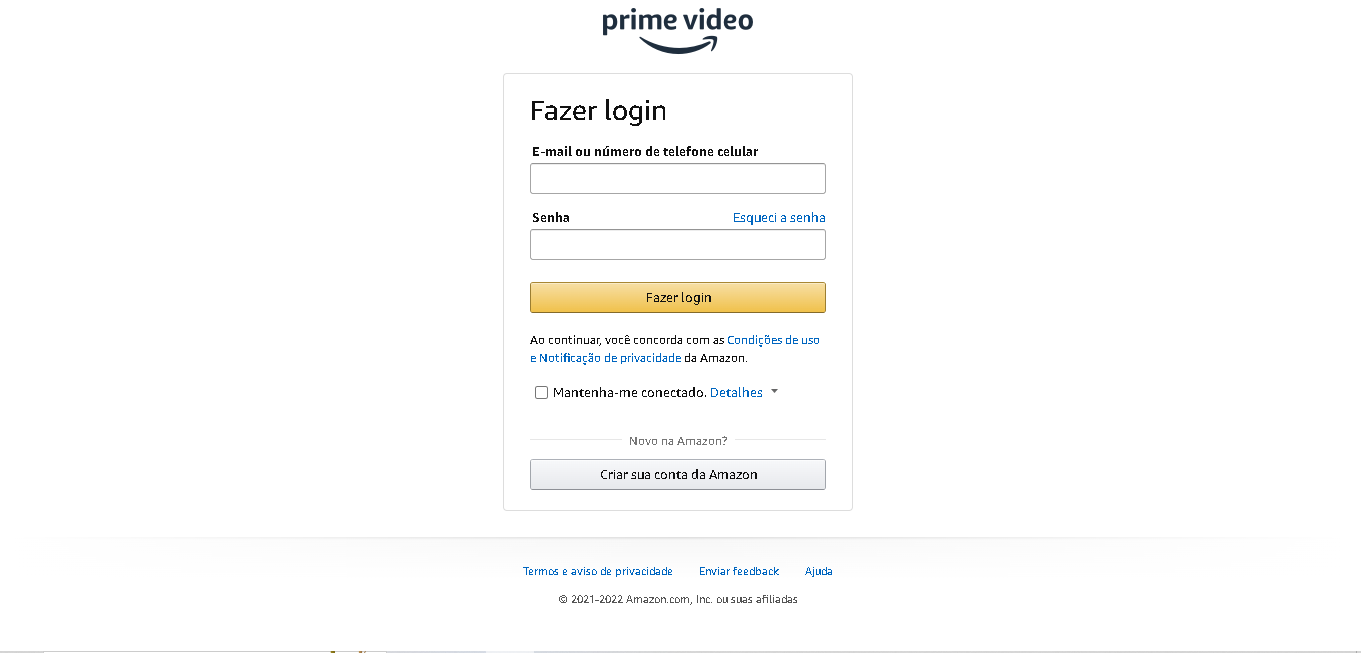 prime video
Fazer login
E-mail ou número de telefone celular
Senha Esqueci a senha
Fazer login
Ao continuar, você concorda com as Condições de uso
e Notificação de privacidade da Amazon.
Mantenha-me conectado. Detalhes
Novo na Amazon?
Criar sua conta da Amazon
Termos e aviso de privacidade Enviar feedback Ajuda
© 2021-2022 Amazon.com, Inc. ou suas afiliadas